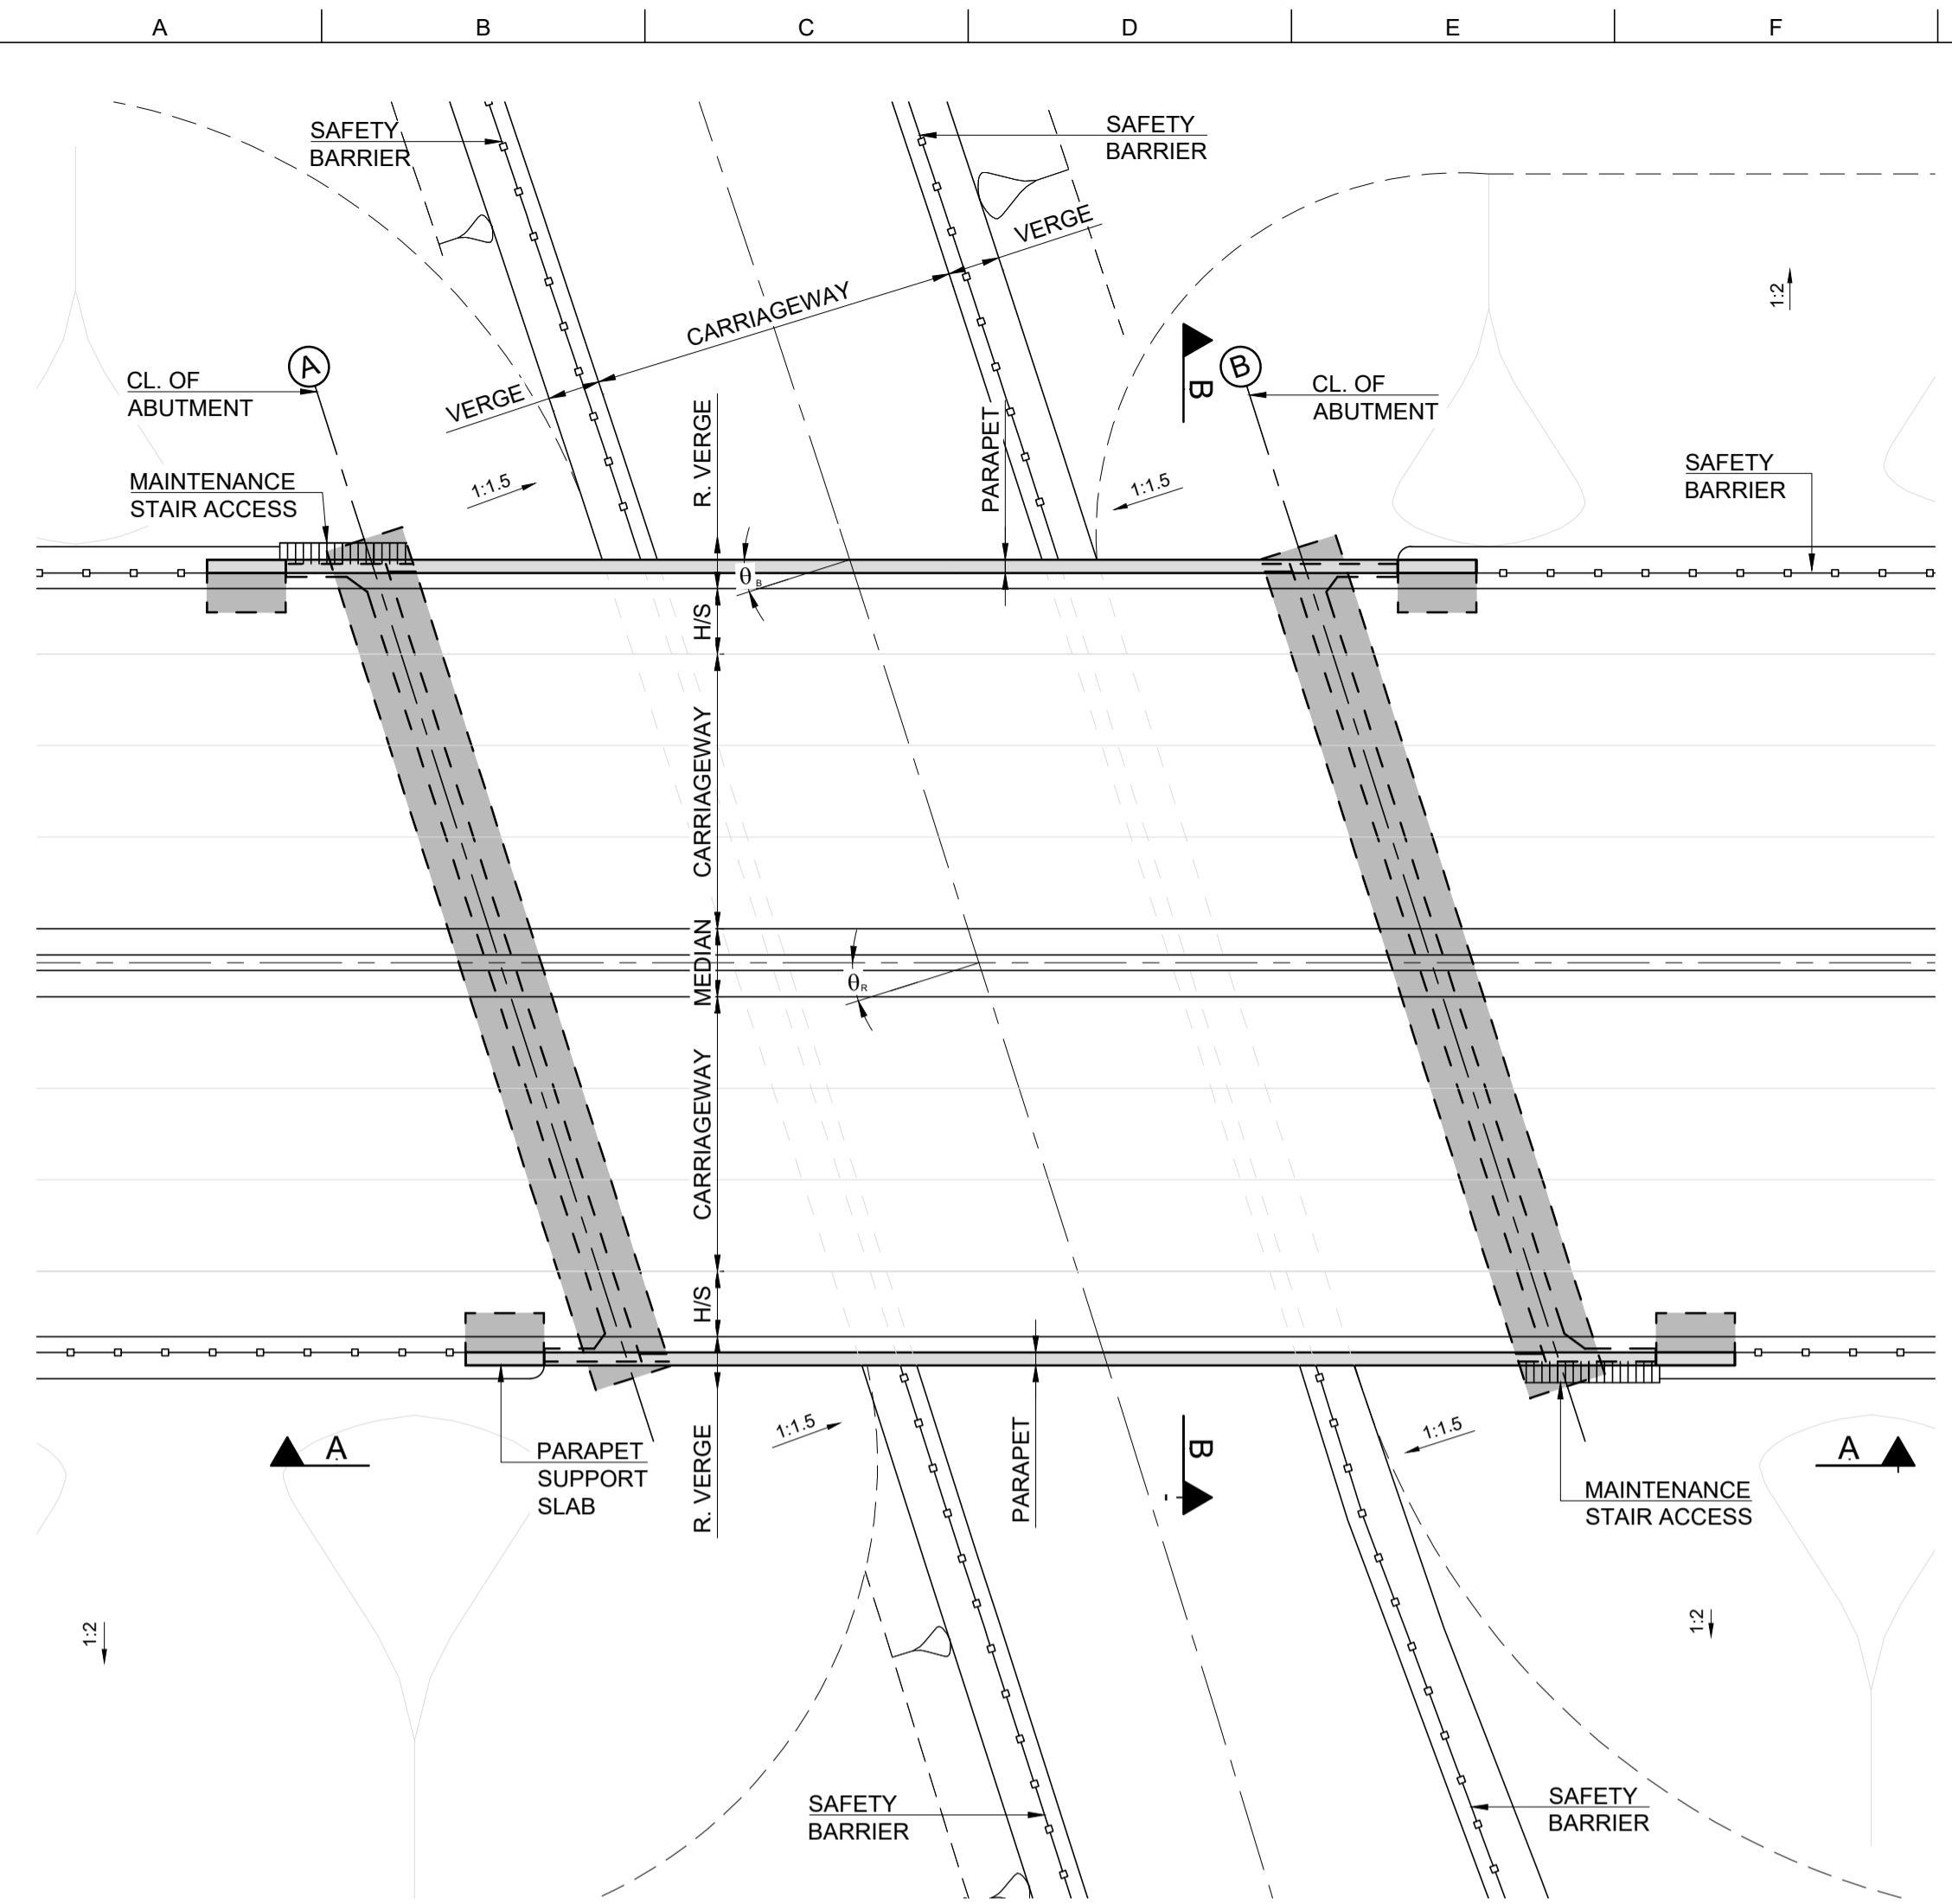 A B C D E F
SAFETY
BARRIER
SAFETY
BARRIER
VERGE
CARRIAGEWAY
VERGE
1:2
A
CL. OF
ABUTMENT
B
B
CL. OF
ABUTMENT
R. VERGE
PARAPET
MAINTENANCE
STAIR ACCESS
1:1.5
1:1.5
SAFETY
BARRIER
θB
H/S
CARRIAGEWAY
MEDIAN
θR
CARRIAGEWAY
H/S
A
PARAPET
SUPPORT
SLAB
R. VERGE
1:1.5
PARAPET
B
1:1.5
A
MAINTENANCE
STAIR ACCESS
1:2
1:2
SAFETY
BARRIER
SAFETY
BARRIER